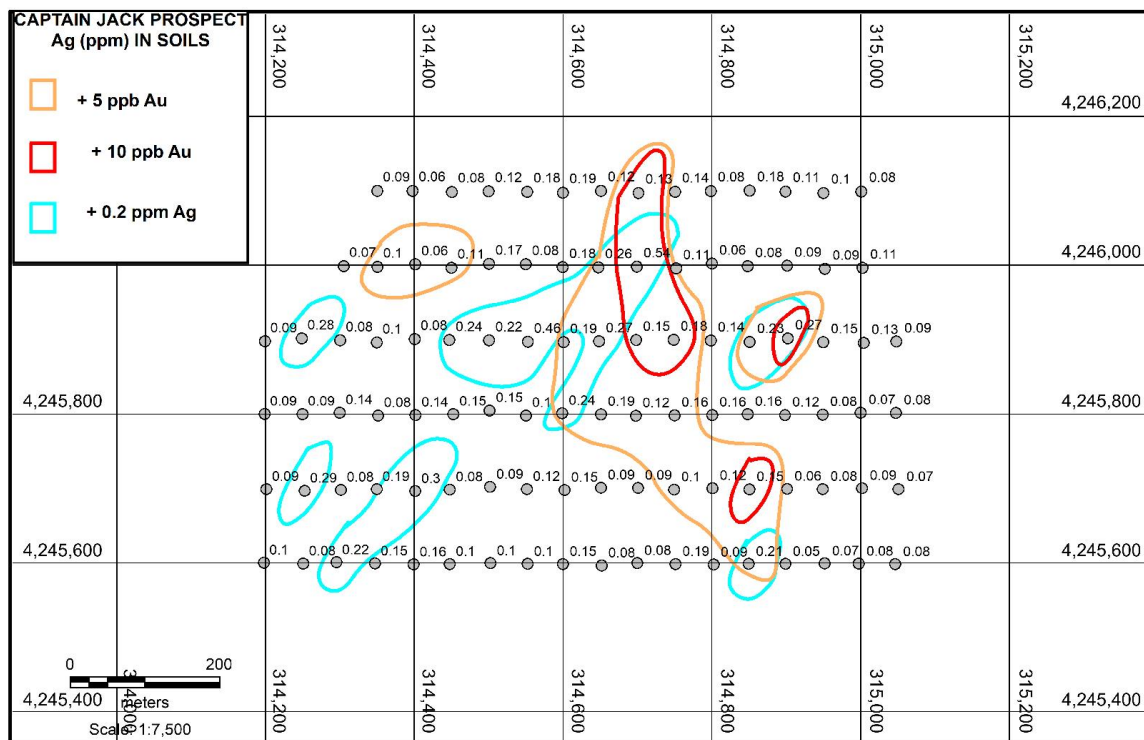 CAPTAIN JACK PROSPECT
Ag (ppm) IN SOILS
+ 5 ppb Au
+ 10 ppb Au
+ 0.2 ppm Ag
314,200
314,400
314,600
314,800
315,000
315,200
4,246,200
0.09 0.06 0.08 0.12 0.18 0.19 0.12 0.13 0.14 0.08 0.18 0.11 0.1 0.08
4,246,000
0.07 0.1 0.06 0.11 0.17 0.08 0.18 0.26 0.54 0.11 0.06 0.08 0.09 0.09 0.11
0.09 0.28 0.08 0.1 0.08 0.24 0.22 0.46 0.19 0.27 0.15 0.18 0.14 0.23 0.27 0.15 0.13 0.09
4,245,800
4,245,800
0.09 0.09 0.14 0.08 0.14 0.15 0.15 0.1 0.24 0.19 0.12 0.16 0.16 0.16 0.12 0.08 0.07 0.08
0.09 0.29 0.08 0.19 0.3 0.08 0.09 0.12 0.15 0.09 0.09 0.1 0.12 0.15 0.06 0.08 0.09 0.07
4,245,600
4,245,600
0.1 0.08 0.22 0.15 0.16 0.1 0.1 0.1 0.15 0.08 0.08 0.19 0.09 0.21 0.05 0.07 0.08 0.08
0 200
meters
Scale: 1:7,500
4,245,400
4,245,400
314,000
314,200
314,400
314,600
314,800
315,000
315,200